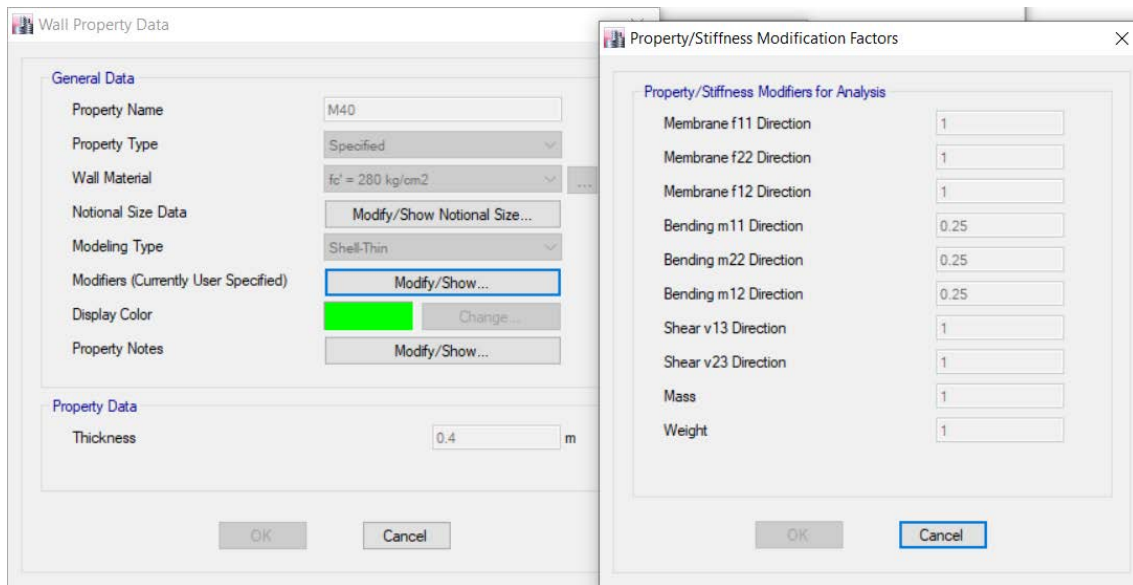 Wall Property Data
General Data
Property Name M40
Property Type Specified
Wall Material fc' = 280 kg/cm2 ...
Notional Size Data Modify/Show Notional Size...
Modeling Type Shell-Thin
Modifiers (Currently User Specified) Modify/Show...
Display Color Change...
Property Notes Modify/Show...
Property Data
Thickness 0.4 m
OK Cancel
Property/Stiffness Modification Factors
Property/Stiffness Modifiers for Analysis
Membrane f11 Direction 1
Membrane f22 Direction 1
Membrane f12 Direction 1
Bending m11 Direction 0.25
Bending m22 Direction 0.25
Bending m12 Direction 0.25
Shear v13 Direction 1
Shear v23 Direction 1
Mass 1
Weight 1
OK Cancel